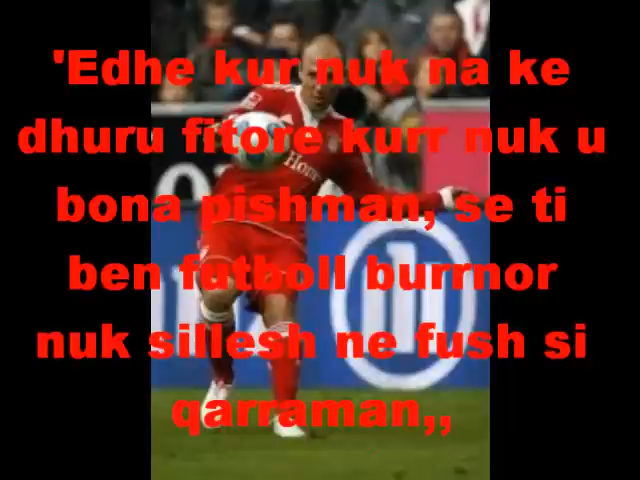 'Edhe kur nuk na ke
dhuru fitore kurr nuk u
bona pishman, se ti
ben futboll burrnor
nuk sillesh ne fush si
qarraman,,